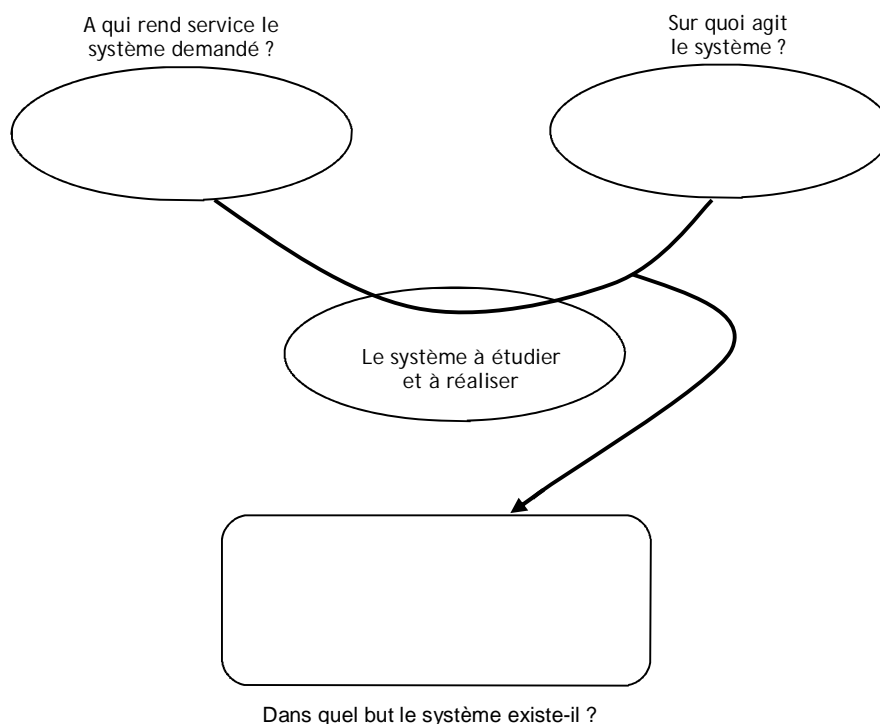 A qui rend service le
système demandé ?
Sur quoi agit
le système ?
Le système à étudier
et à réaliser
Dans quel but le système existe-il ?